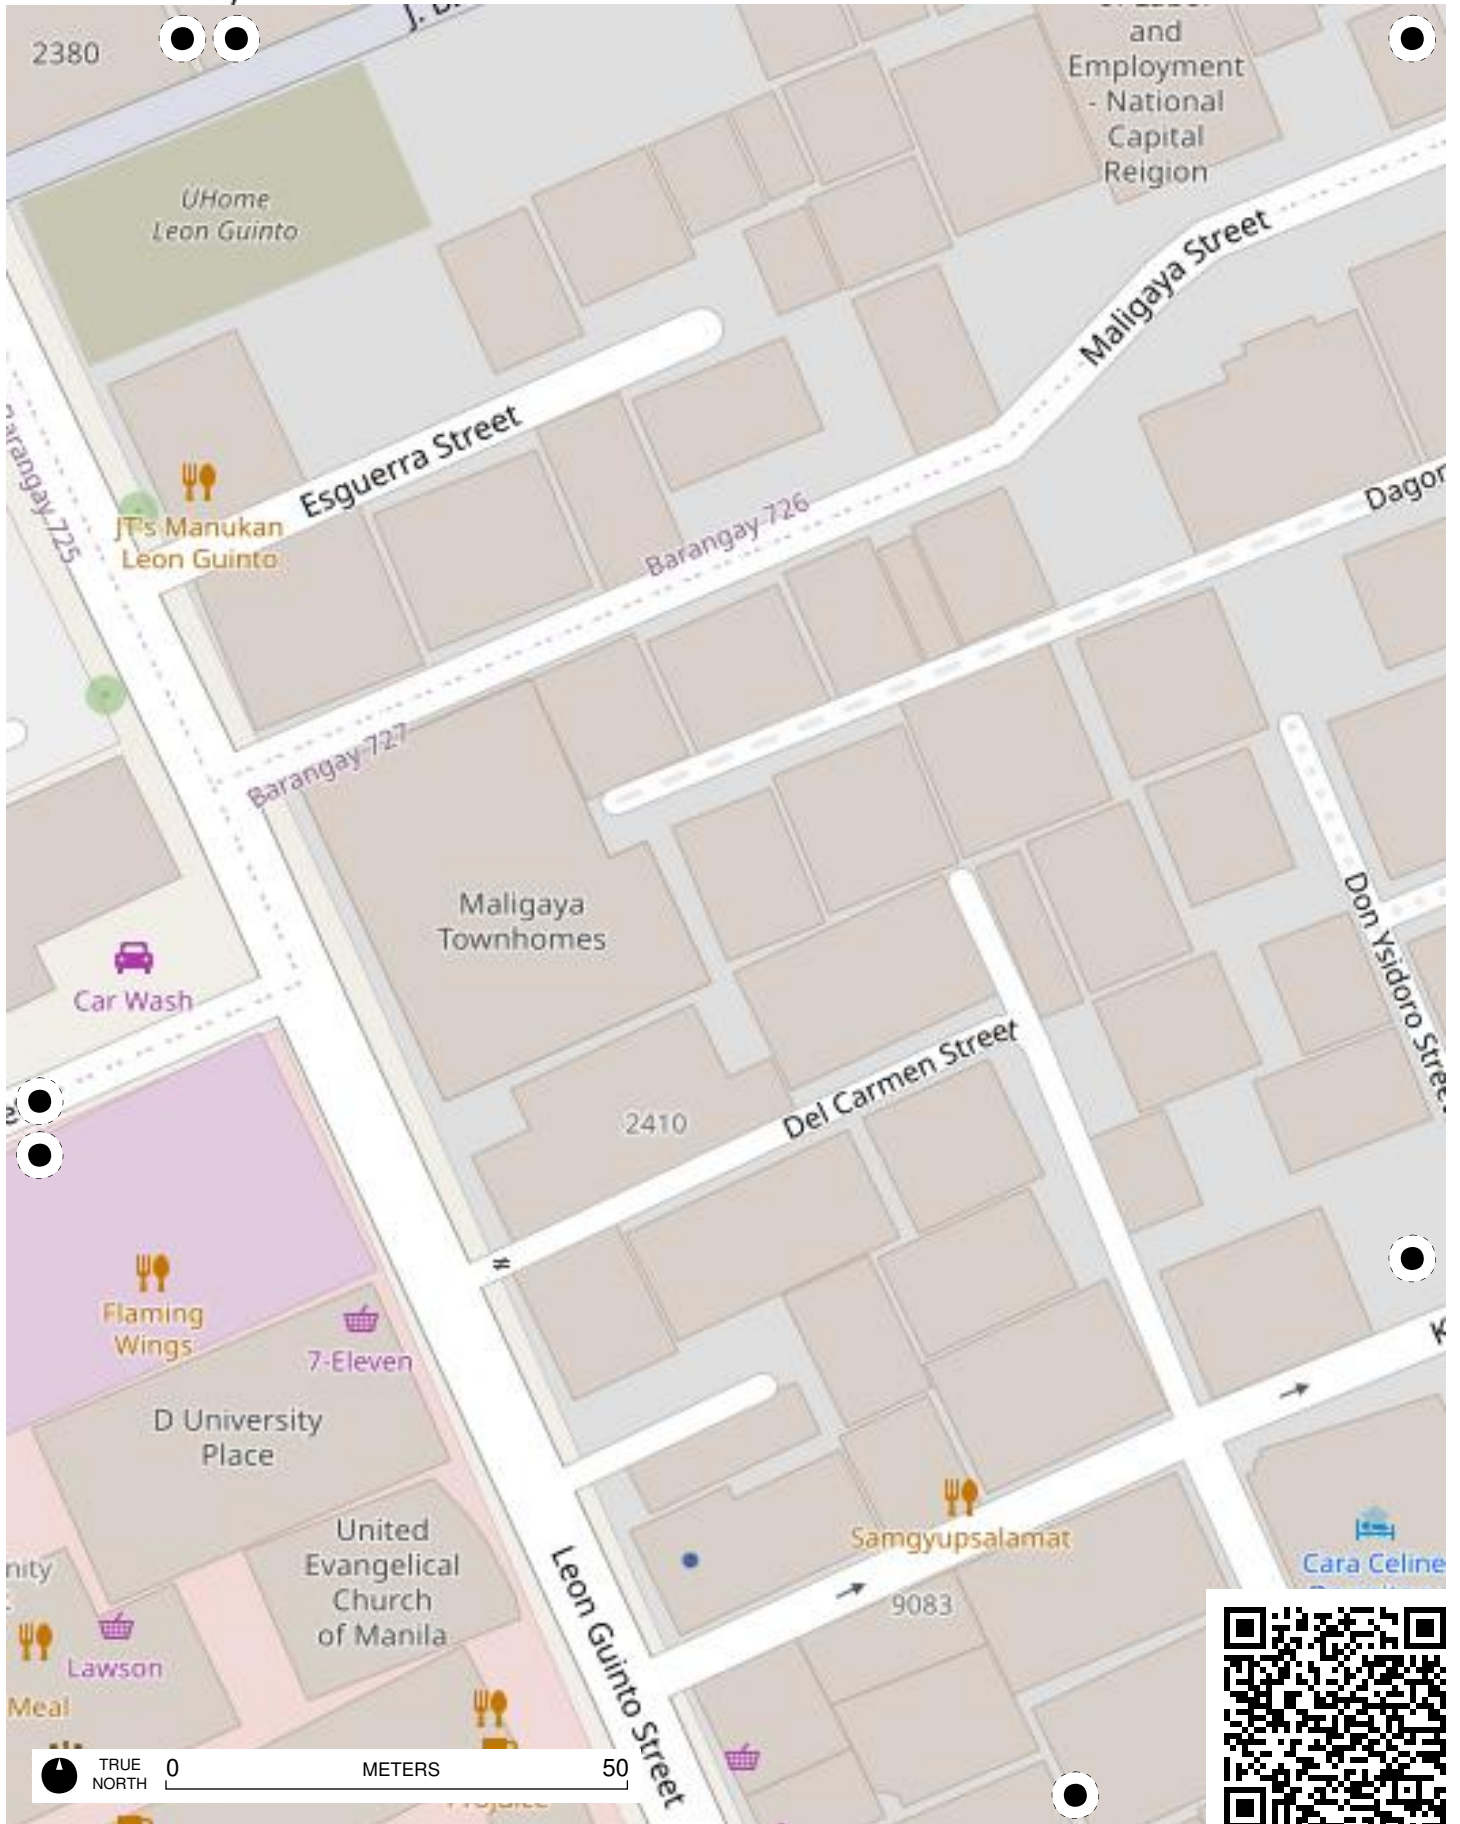 2380
and
Employment
- National
Capital
Reigion
UHome
Leon Guinto
Maligaya Street
Esguerra Street
JT's Manukan
Leon Guinto
Barangay 725
Barangay 726
Barangay 727
Maligaya
Townhomes
Car Wash
Don Ysidoro Street
Del Carmen Street
2410
Flaming
Wings
7-Eleven
D University
Place
United
Evangelical
Church
of Manila
Samgyupsalamat
9083
Cara Celine
Lawson
Meal
Leon Guinto Street
TRUE
NORTH
0 METERS 50